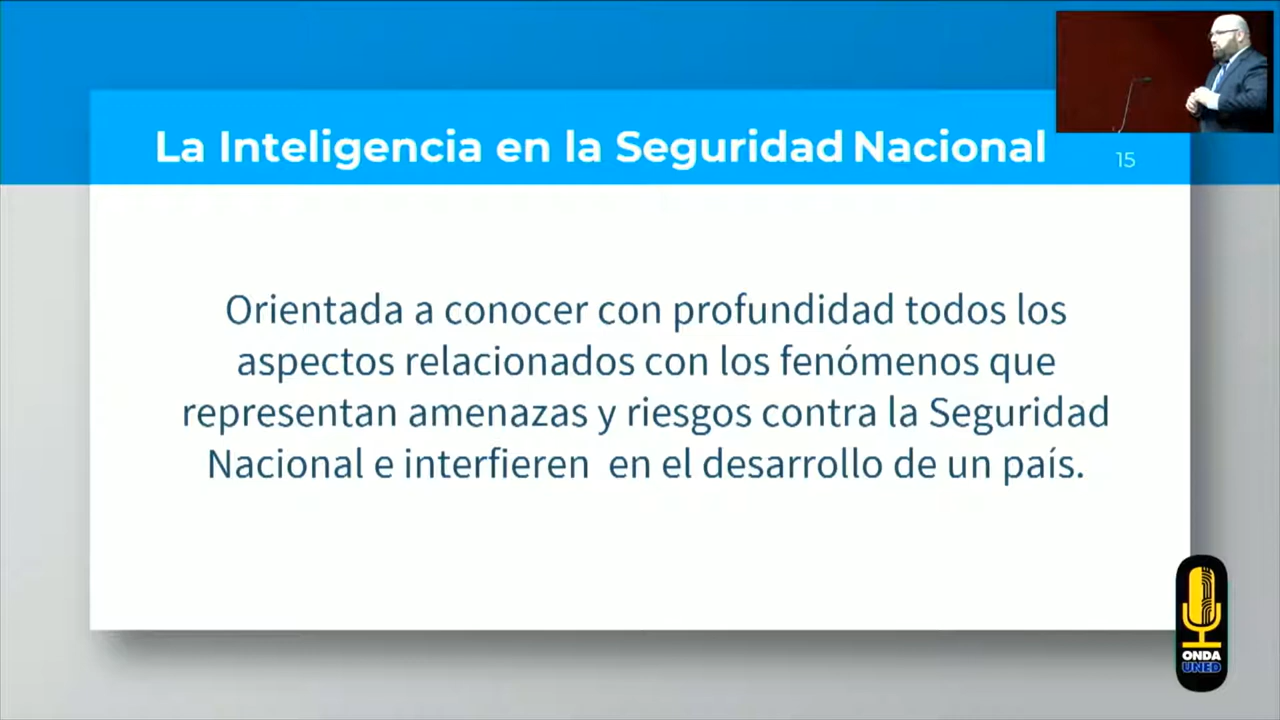 La Inteligencia en la Seguridad Nacional
15
Orientada a conocer con profundidad todos los
aspectos relacionados con los fenómenos que
representan amenazas y riesgos contra la Seguridad
Nacional e interfieren en el desarrollo de un país.
ONDA
UNED